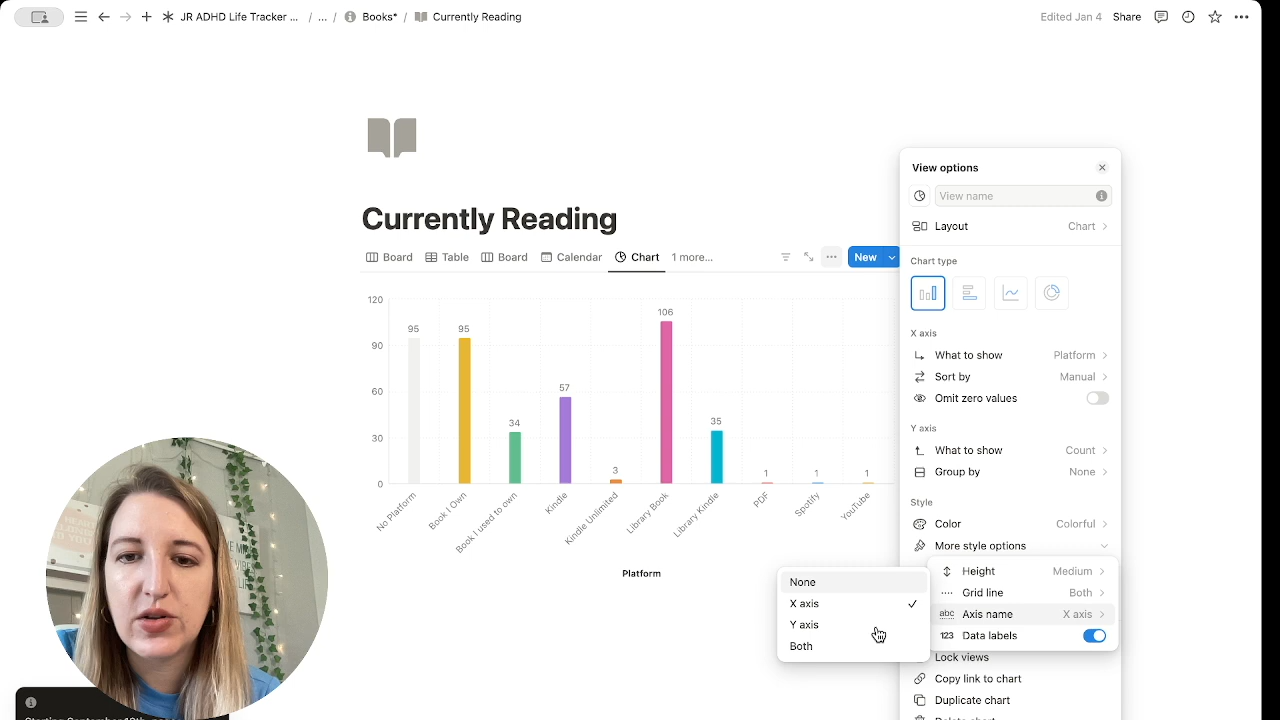 JR ADHD Life Tracker ... / ... / Books* / Currently Reading
Edited Jan 4 Share
Currently Reading
Board Table Board Calendar Chart 1 more... New
120
90
60
30
0
95
95
34
57
3
106
35
1
1
1
No Platform
Book I Own
Book I used to own
Kindle
Kindle Unlimited
Library Book
Library Kindle
PDF
Spotify
YouTube
Platform
View options
View name
Layout Chart
Chart type
X axis
What to show Platform
Sort by Manual
Omit zero values
Y axis
What to show Count
Group by None
Style
Color Colorful
More style options
Height Medium
Grid line Both
abc Axis name X axis
123 Data labels
None
X axis
Y axis
Both
Lock views
Copy link to chart
Duplicate chart